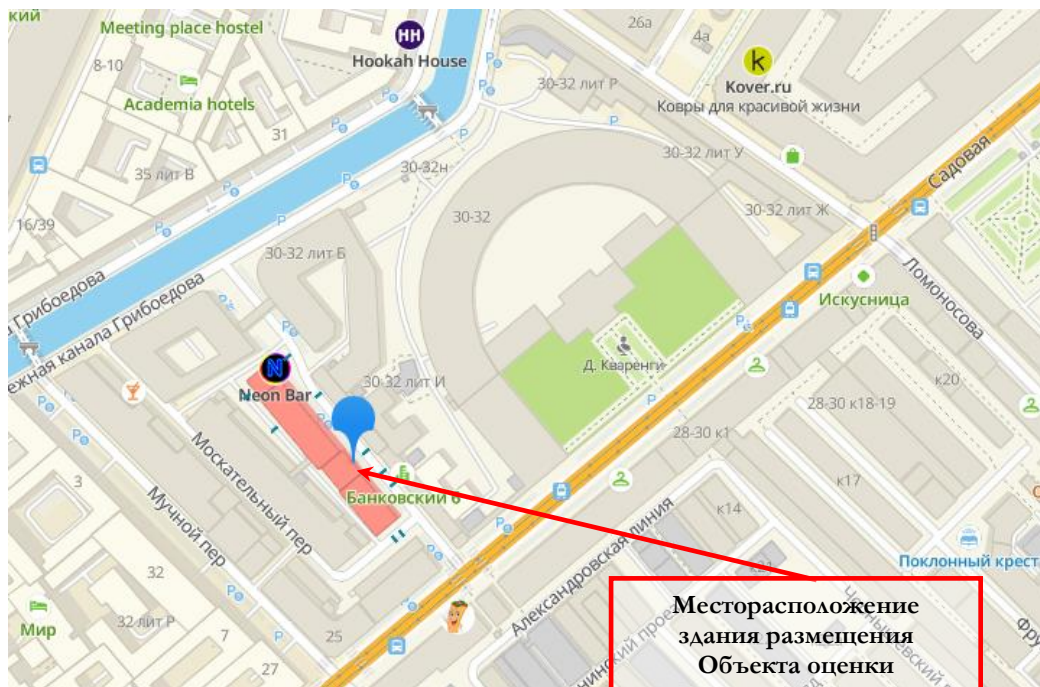 кий
Meeting place hostel
HH
Hookah House
8-10
Academia hotels
31
35 лит В
16/39
26а
4а
k
Kover.ru
Ковры для красивой жизни
30-32 лит Р
30-32н
30-32 лит У
30-32
30-32 лит Ж
Садовая
30-32 лит Б
Ломоносова
Искусница
а Грибоедова
ежная канала Грибоедова
N
Neon Bar
30-32 лит И
Д. Кваренги
к20
28-30 к18-19
28-30 к1
к17
Банковский 6
Москательный пер
Мучной пер
3
к14
Александровская линия
Поклонный крест
32
Мир
32 лит Р
7
25
27
Месторасположение
здания размещения
Объекта оценки